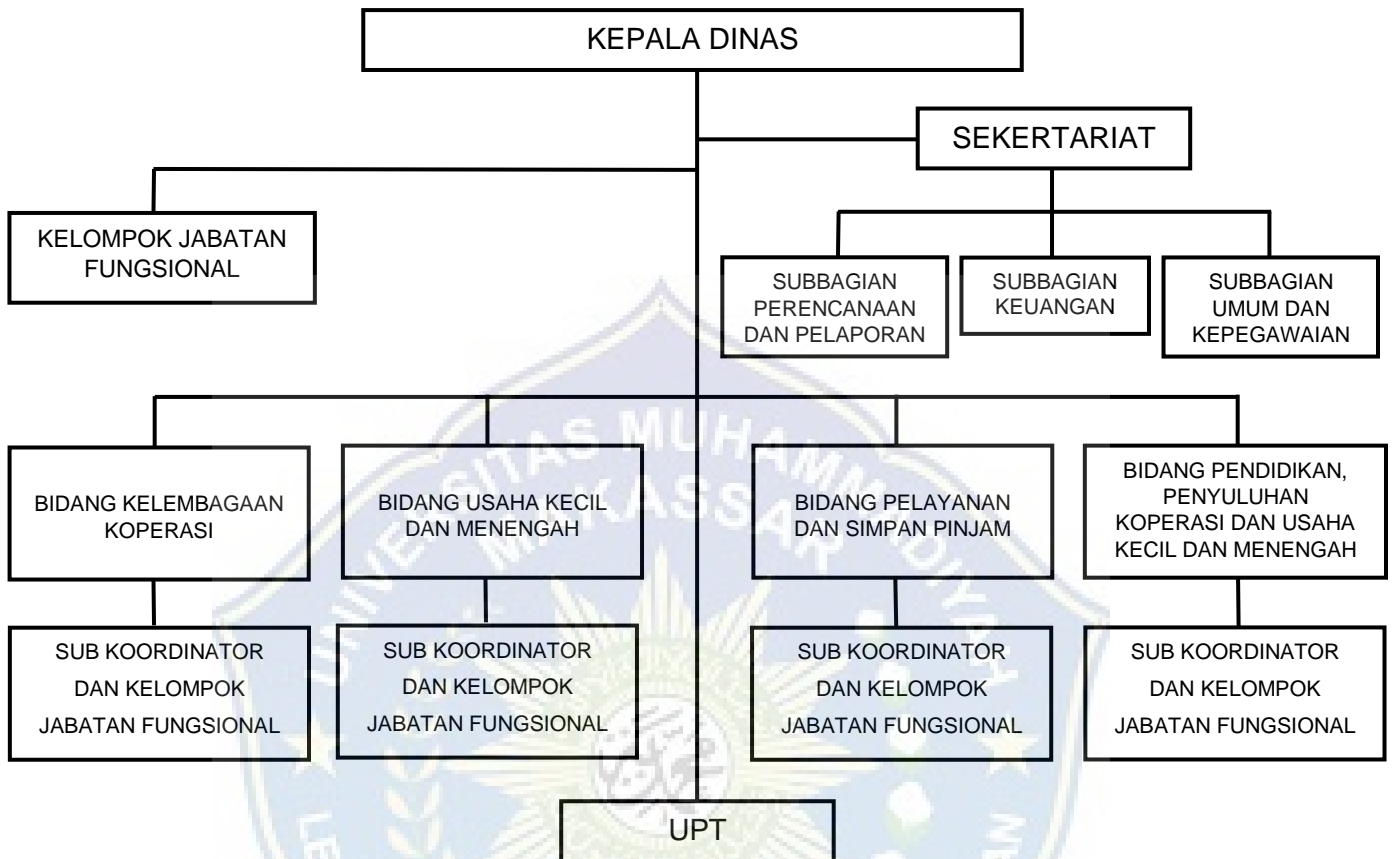 KEPALA DINAS
SEKERTARIAT
KELOMPOK JABATAN
FUNGSIONAL
SUBBAGIAN
PERENCANAAN
DAN PELAPORAN
SUBBAGIAN
KEUANGAN
SUBBAGIAN
UMUM DAN
KEPEGAWAIAN
BIDANG KELEMBAGAAN
KOPERASI
BIDANG USAHA KECIL
DAN MENENGAH
BIDANG PELAYANAN
DAN SIMPAN PINJAM
BIDANG PENDIDIKAN,
PENYULUHAN
KOPERASI DAN USAHA
KECIL DAN MENENGAH
SUB KOORDINATOR
DAN KELOMPOK
JABATAN FUNGSIONAL
SUB KOORDINATOR
DAN KELOMPOK
JABATAN FUNGSIONAL
SUB KOORDINATOR
DAN KELOMPOK
JABATAN FUNGSIONAL
SUB KOORDINATOR
DAN KELOMPOK
JABATAN FUNGSIONAL
UPT
UNIVERSITAS MUHAMMADIYAH
MAKASSAR